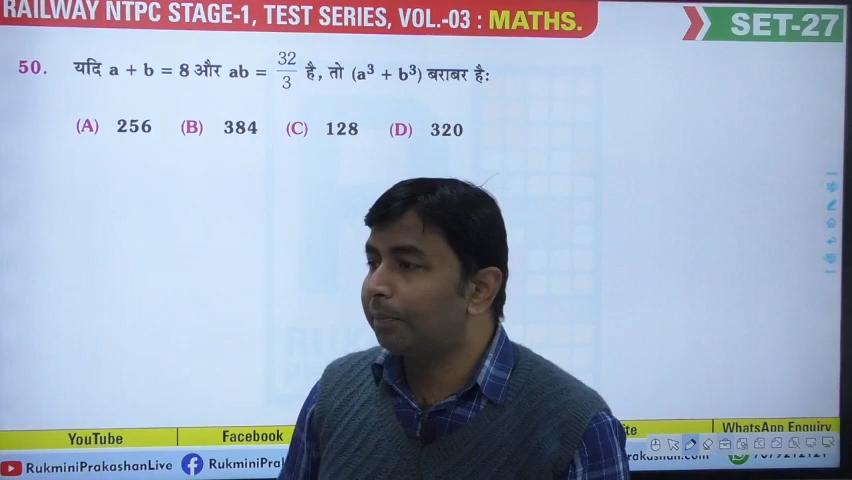 RAILWAY NTPC STAGE-1, TEST SERIES, VOL.-03 : MATHS.
SET-27
50. यदि a + b = 8 और ab = 32/3 है, तो (a³ + b³) बराबर है:
(A) 256 (B) 384 (C) 128 (D) 320
YouTube Facebook WhatsApp Enquiry
RukminiPrakashanLive